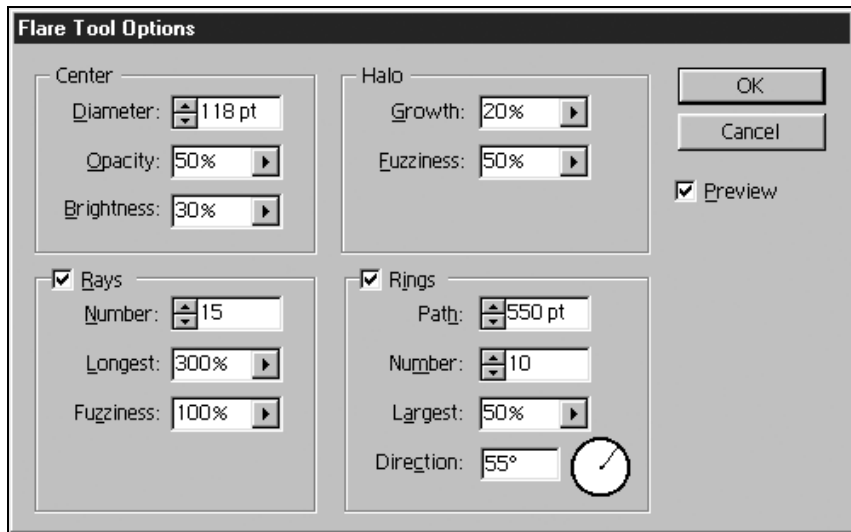 Flare Tool Options
Center
Diameter: 118 pt
Opacity: 50%
Brightness: 30%
Halo
Growth: 20%
Fuzziness: 50%
OK
Cancel
Preview
Rays
Number: 15
Longest: 300%
Fuzziness: 100%
Rings
Path: 550 pt
Number: 10
Largest: 50%
Direction: 55°